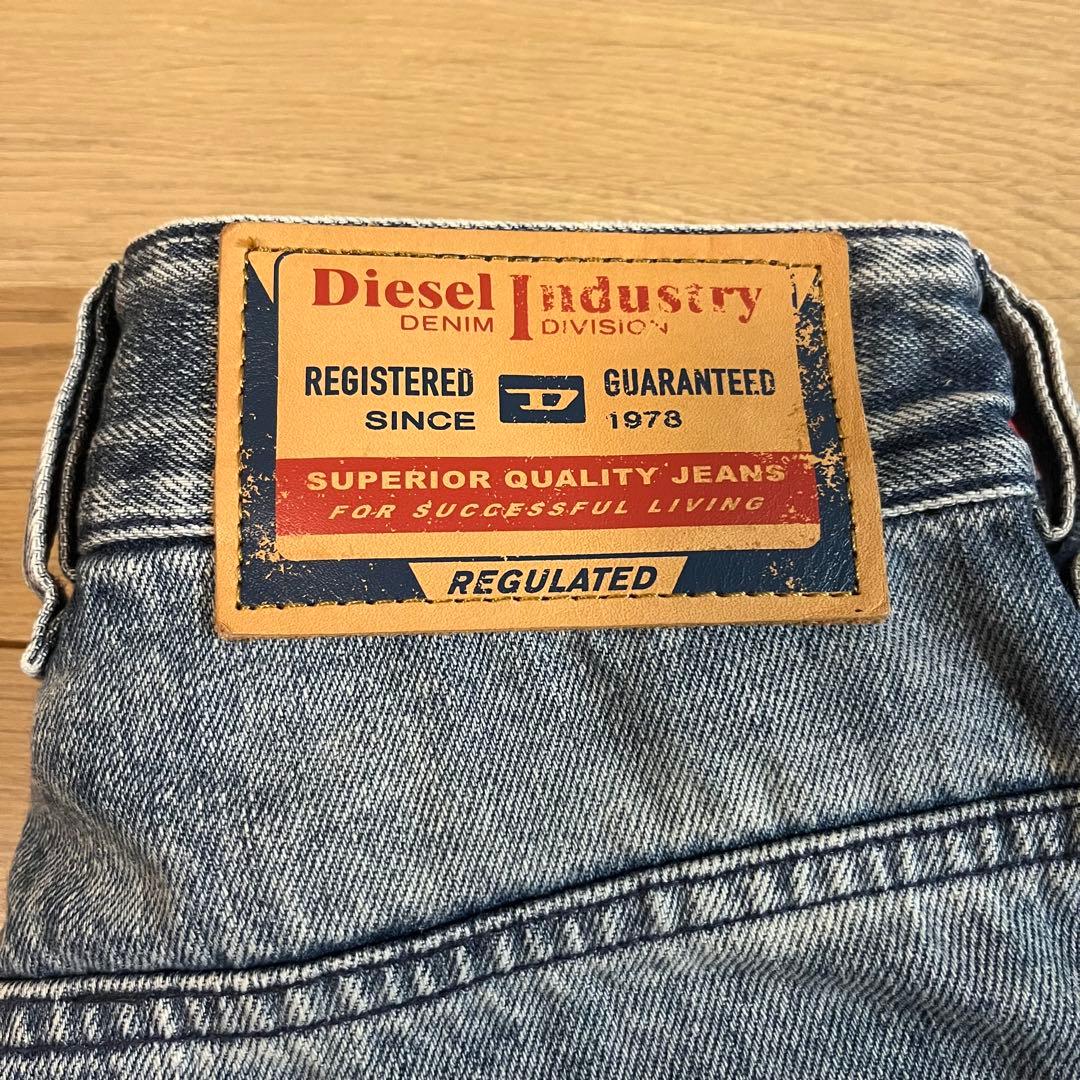 Diesel Industry
DENIM DIVISION
REGISTERED D GUARANTEED
SINCE 1978
SUPERIOR QUALITY JEANS
FOR SUCCESSFUL LIVING
REGULATED